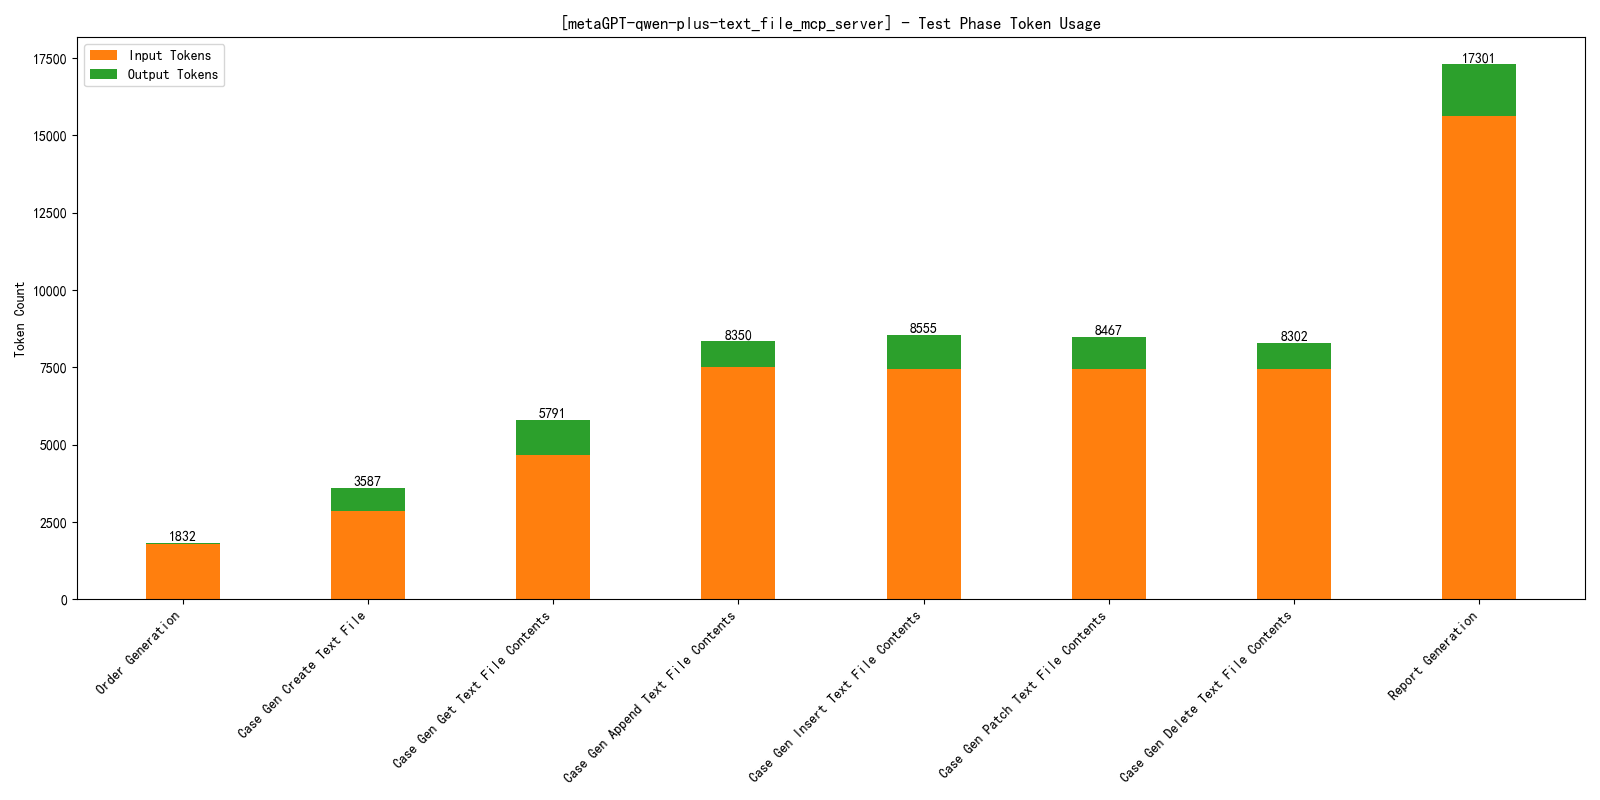 [metaGPT-qwen-plus-text_file_mcp_server] - Test Phase Token Usage
Input Tokens
Output Tokens
Token Count
17500
15000
12500
10000
7500
5000
2500
0
1832
3587
5791
8350
8555
8467
8302
17301
Order Generation
Case Gen Create Text File
Case Gen Get Text File Contents
Case Gen Append Text File Contents
Case Gen Insert Text File Contents
Case Gen Patch Text File Contents
Case Gen Delete Text File Contents
Report Generation